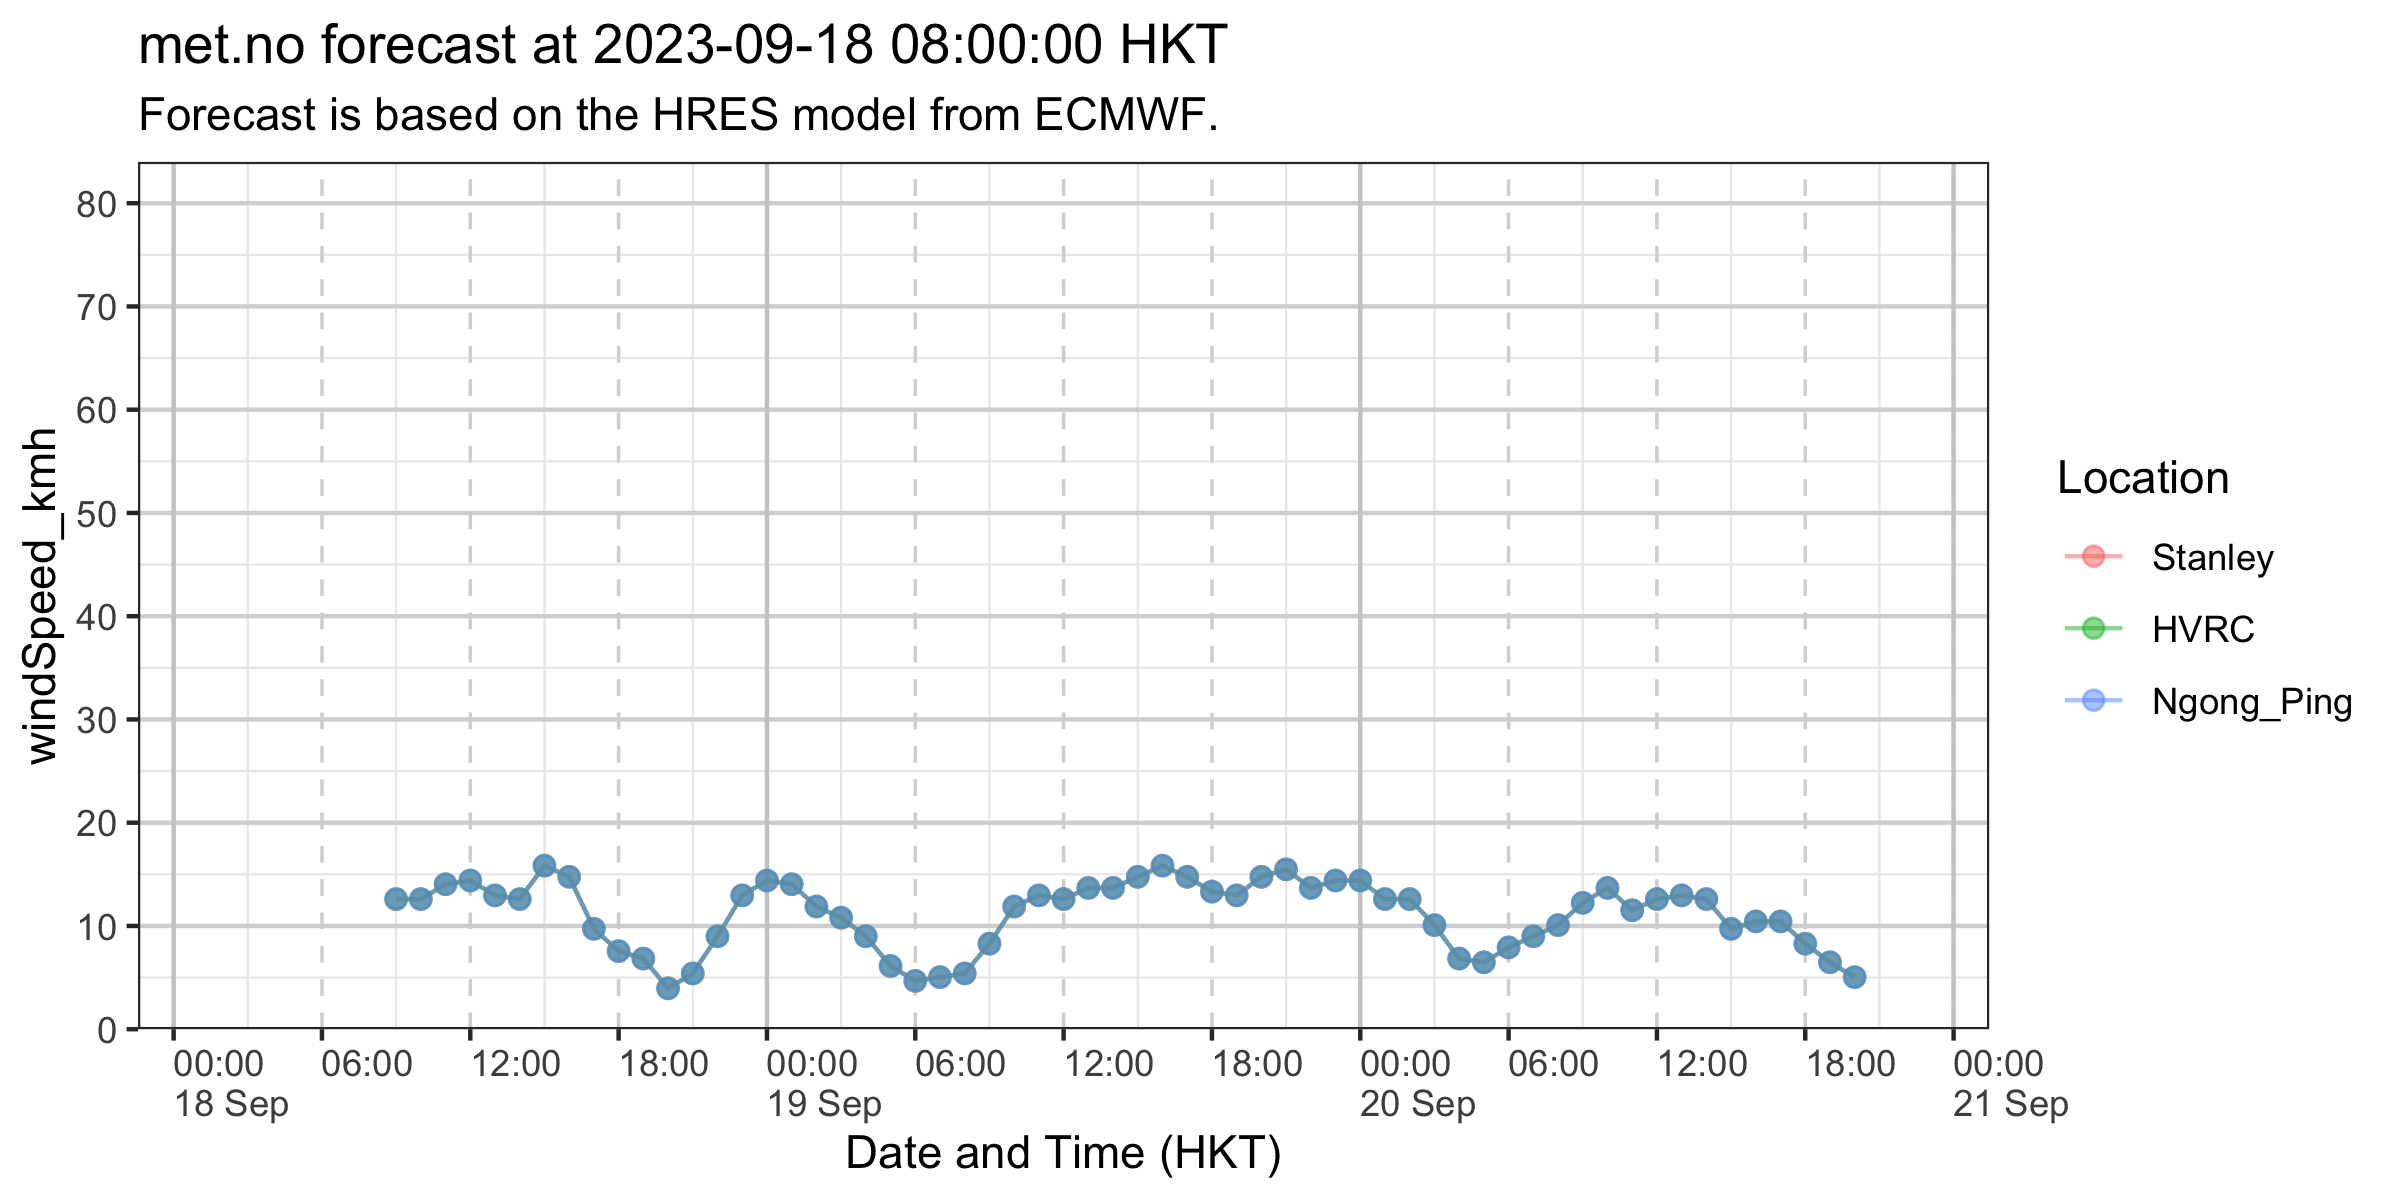 met.no forecast at 2023-09-18 08:00:00 HKT
Forecast is based on the HRES model from ECMWF.
windSpeed_kmh
80
70
60
50
40
30
20
10
0
00:00 06:00 12:00 18:00 00:00 06:00 12:00 18:00 00:00 06:00 12:00 18:00 00:00
18 Sep 19 Sep 20 Sep 21 Sep
Date and Time (HKT)
Location
Stanley
HVRC
Ngong_Ping